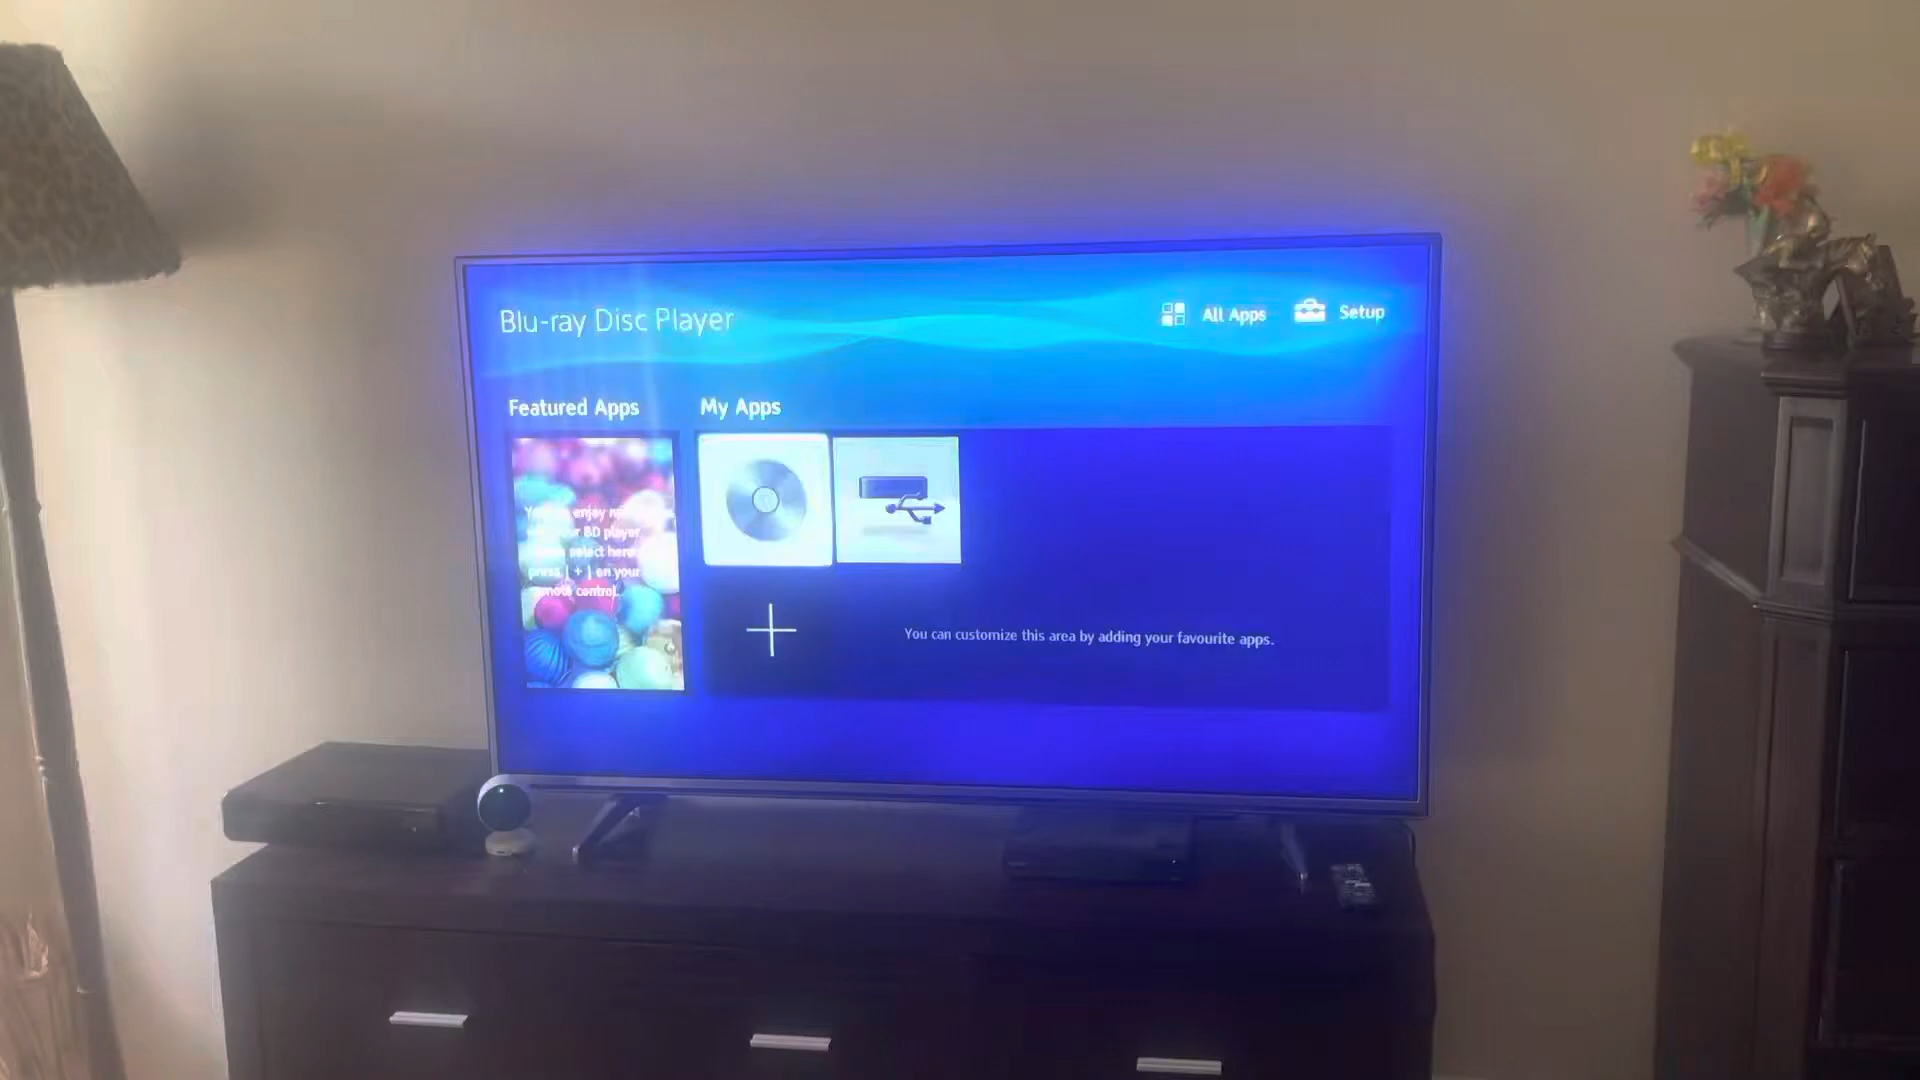 Blu-ray Disc Player
All Apps
Setup
Featured Apps
My Apps
enjoy
BD player
select here
press [ + ] on your
remote control.
You can customize this area by adding your favourite apps.